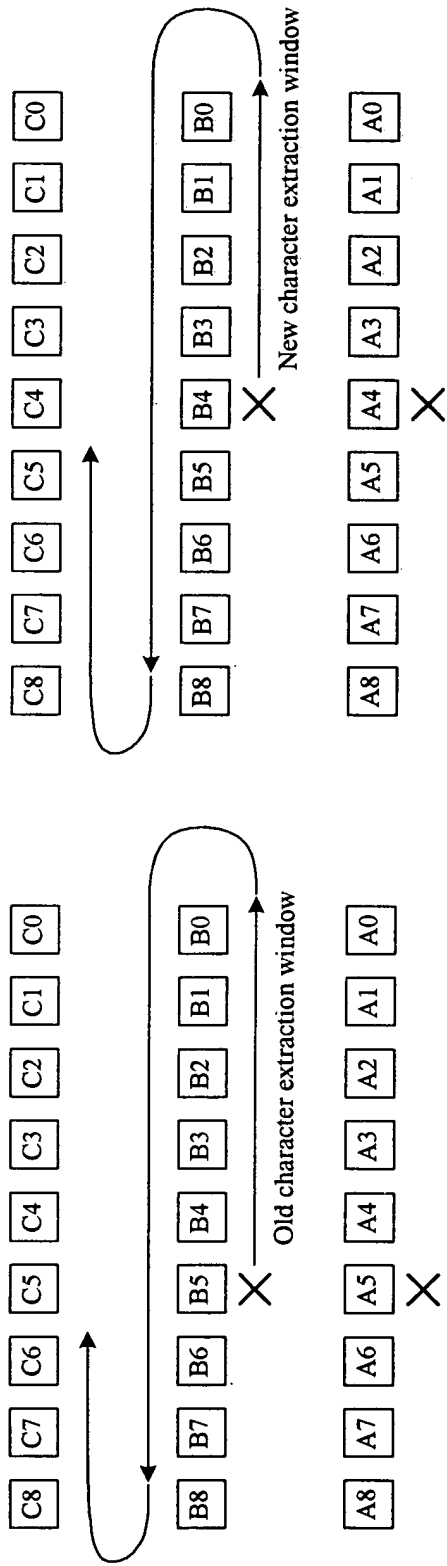 C8 C7 C6 C5 C4 C3 C2 C1 C0
B8 B7 B6 B5 B4 B3 B2 B1 B0
Old character extraction window
A8 A7 A6 A5 A4 A3 A2 A1 A0
C8 C7 C6 C5 C4 C3 C2 C1 C0
B8 B7 B6 B5 B4 B3 B2 B1 B0
New character extraction window
A8 A7 A6 A5 A4 A3 A2 A1 A0